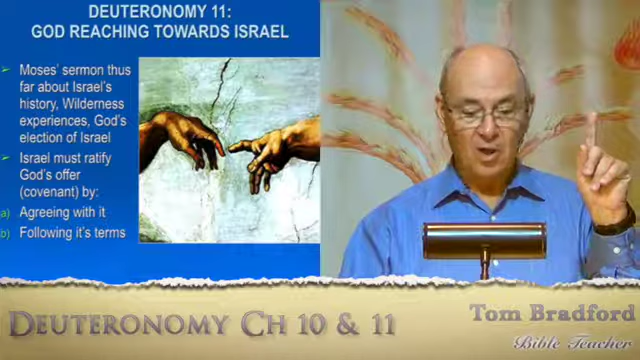 DEUTERONOMY 11:
GOD REACHING TOWARDS ISRAEL
Moses' sermon thus
far about Israel's
history, Wilderness
experiences, God's
election of Israel
Israel must ratify
God's offer
(covenant) by:
a) Agreeing with it
b) Following it's terms
DEUTERONOMY CH 10 & 11
Tom Bradford
Bible Teacher